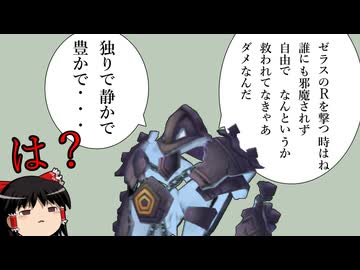 ゼラスのRを撃つ時はね
誰にも邪魔されず
自由で なんというか
救われてなきゃあ
ダメなんだ
独りで静かで
豊かで・・・
は？